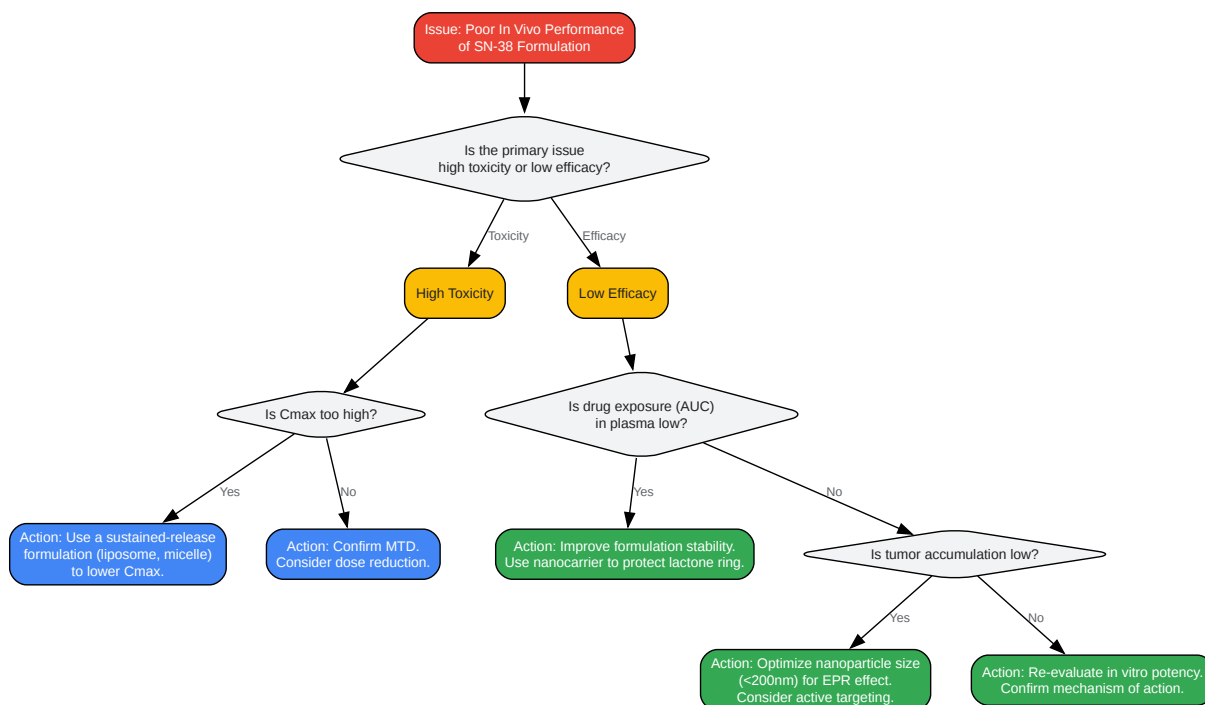 Issue: Poor In Vivo Performance
of SN-38 Formulation
Is the primary issue
high toxicity or low efficacy?
Toxicity
Efficacy
High Toxicity
Low Efficacy
Is Cmax too high?
Is drug exposure (AUC)
in plasma low?
Yes
No
Yes
No
Action: Use a sustained-release
formulation (liposome, micelle)
to lower Cmax.
Action: Confirm MTD.
Consider dose reduction.
Action: Improve formulation stability.
Use nanocarrier to protect lactone ring.
Is tumor accumulation low?
Yes
No
Action: Optimize nanoparticle size
(<200nm) for EPR effect.
Consider active targeting.
Action: Re-evaluate in vitro potency.
Confirm mechanism of action.